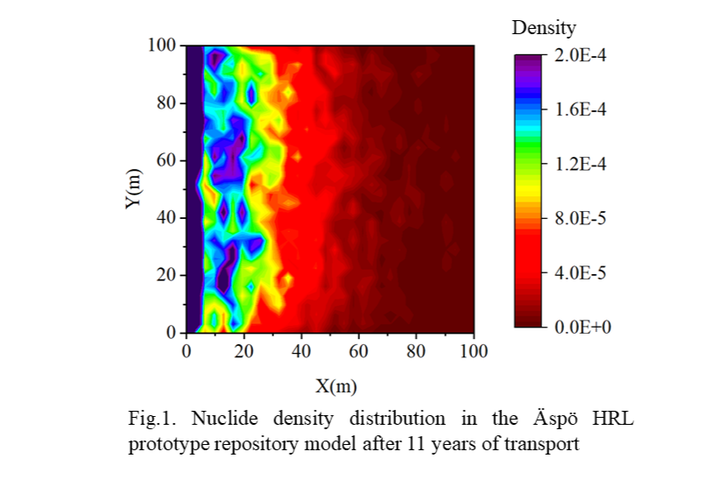 Density
100
80
60
40
20
0
Y(m)
0 20 40 60 80 100
X(m)
2.0E-4
1.6E-4
1.2E-4
8.0E-5
4.0E-5
0.0E+0
Fig.1. Nuclide density distribution in the Äspö HRL
prototype repository model after 11 years of transport